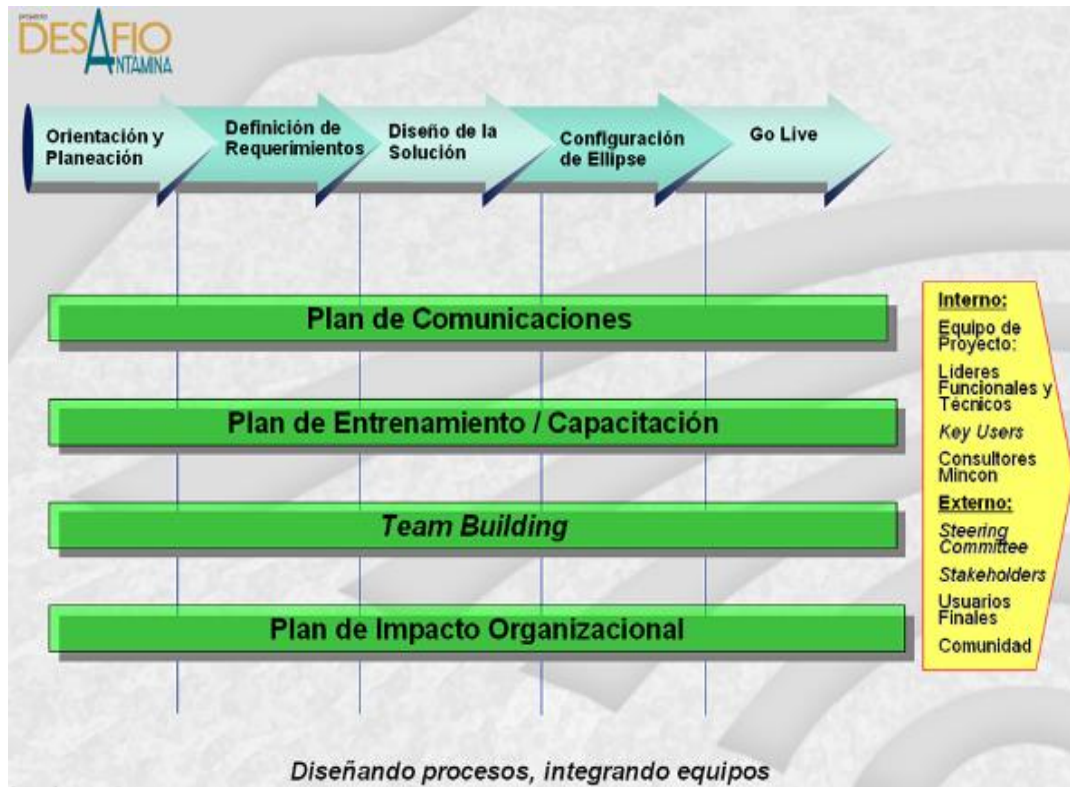 proyecto
DESAFIO
ANTAMINA
Orientación y
Planeación
Definición de
Requerimientos
Diseño de la
Solución
Configuración
de Ellipse
Go Live
Plan de Comunicaciones
Plan de Entrenamiento / Capacitación
Team Building
Plan de Impacto Organizacional
Interno:
Equipo de
Proyecto:
Líderes
Funcionales y
Técnicos
Key Users
Consultores
Mincon
Externo:
Steering
Committee
Stakeholders
Usuarios
Finales
Comunidad
Diseñando procesos, integrando equipos